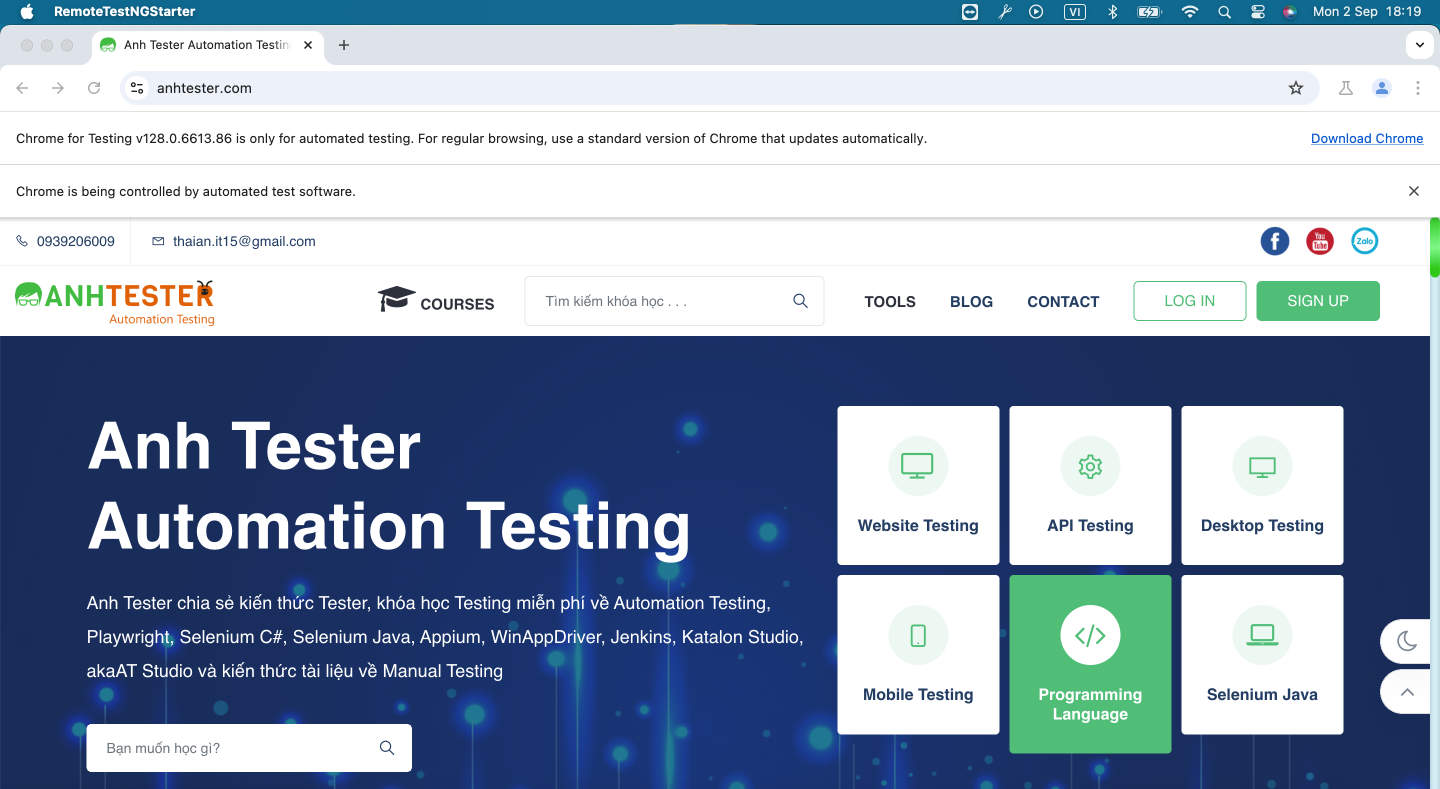 RemoteTestNGStarter
VI
Mon 2 Sep 18:19
Anh Tester Automation Testin
anhtester.com
Chrome for Testing v128.0.6613.86 is only for automated testing. For regular browsing, use a standard version of Chrome that updates automatically.
Download Chrome
Chrome is being controlled by automated test software.
0939206009
thaian.it15@gmail.com
You Tube
Zalo
ANHTESTER
Automation Testing
COURSES
Tìm kiếm khóa học . . .
TOOLS
BLOG
CONTACT
LOG IN
SIGN UP
Anh Tester
Automation Testing
Anh Tester chia sẻ kiến thức Tester, khóa học Testing miễn phí về Automation Testing,
Playwright, Selenium C#, Selenium Java, Appium, WinAppDriver, Jenkins, Katalon Studio,
akaAT Studio và kiến thức tài liệu về Manual Testing
Bạn muốn học gì?
Website Testing
API Testing
Desktop Testing
Mobile Testing
Programming
Language
Selenium Java